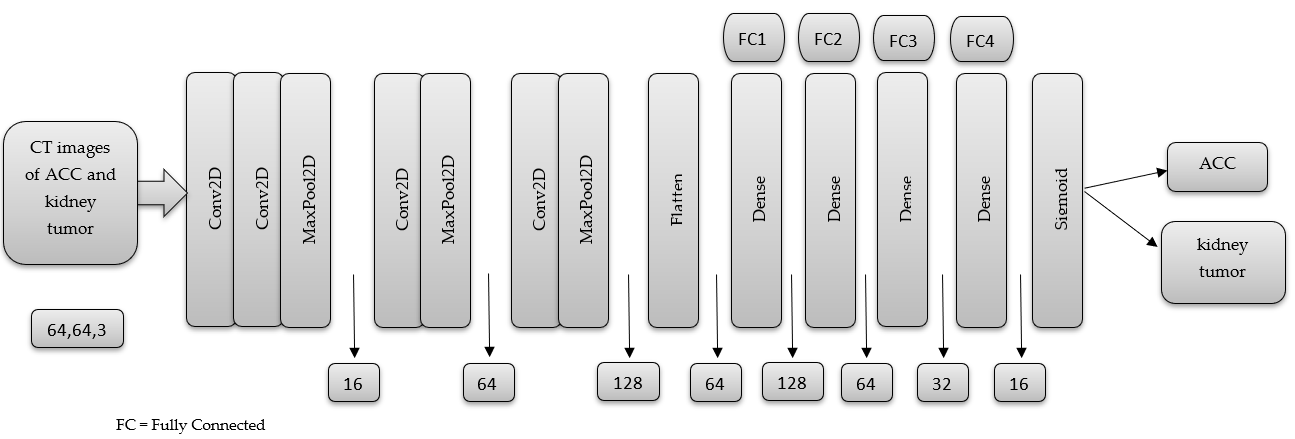 FC1
FC2
FC3
FC4
CT images
of ACC and
kidney
tumor
Conv2D
Conv2D
MaxPool2D
Conv2D
MaxPool2D
Conv2D
MaxPool2D
Flatten
Dense
Dense
Dense
Dense
Sigmoid
ACC
kidney
tumor
64,64,3
16
64
128
64
128
64
32
16
FC = Fully Connected